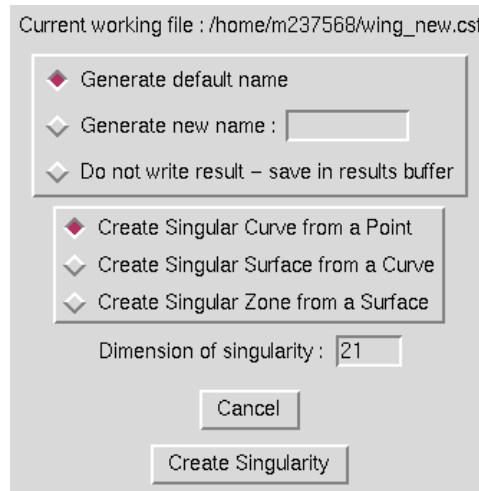 Current working file : /home/m237568/wing_new.csf
Generate default name
Generate new name :
Do not write result – save in results buffer
Create Singular Curve from a Point
Create Singular Surface from a Curve
Create Singular Zone from a Surface
Dimension of singularity : 21
Cancel
Create Singularity